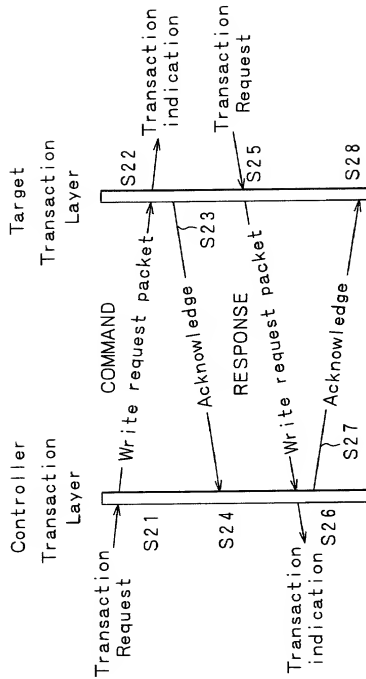 Controller
Transaction
Layer
Target
Transaction
Layer
Transaction
Request
S21
COMMAND
Write request packet
S22
Transaction
indication
S23
Acknowledge
S24
Transaction
Request
S25
RESPONSE
Write request packet
S26
Transaction
indication
S27
Acknowledge
S28